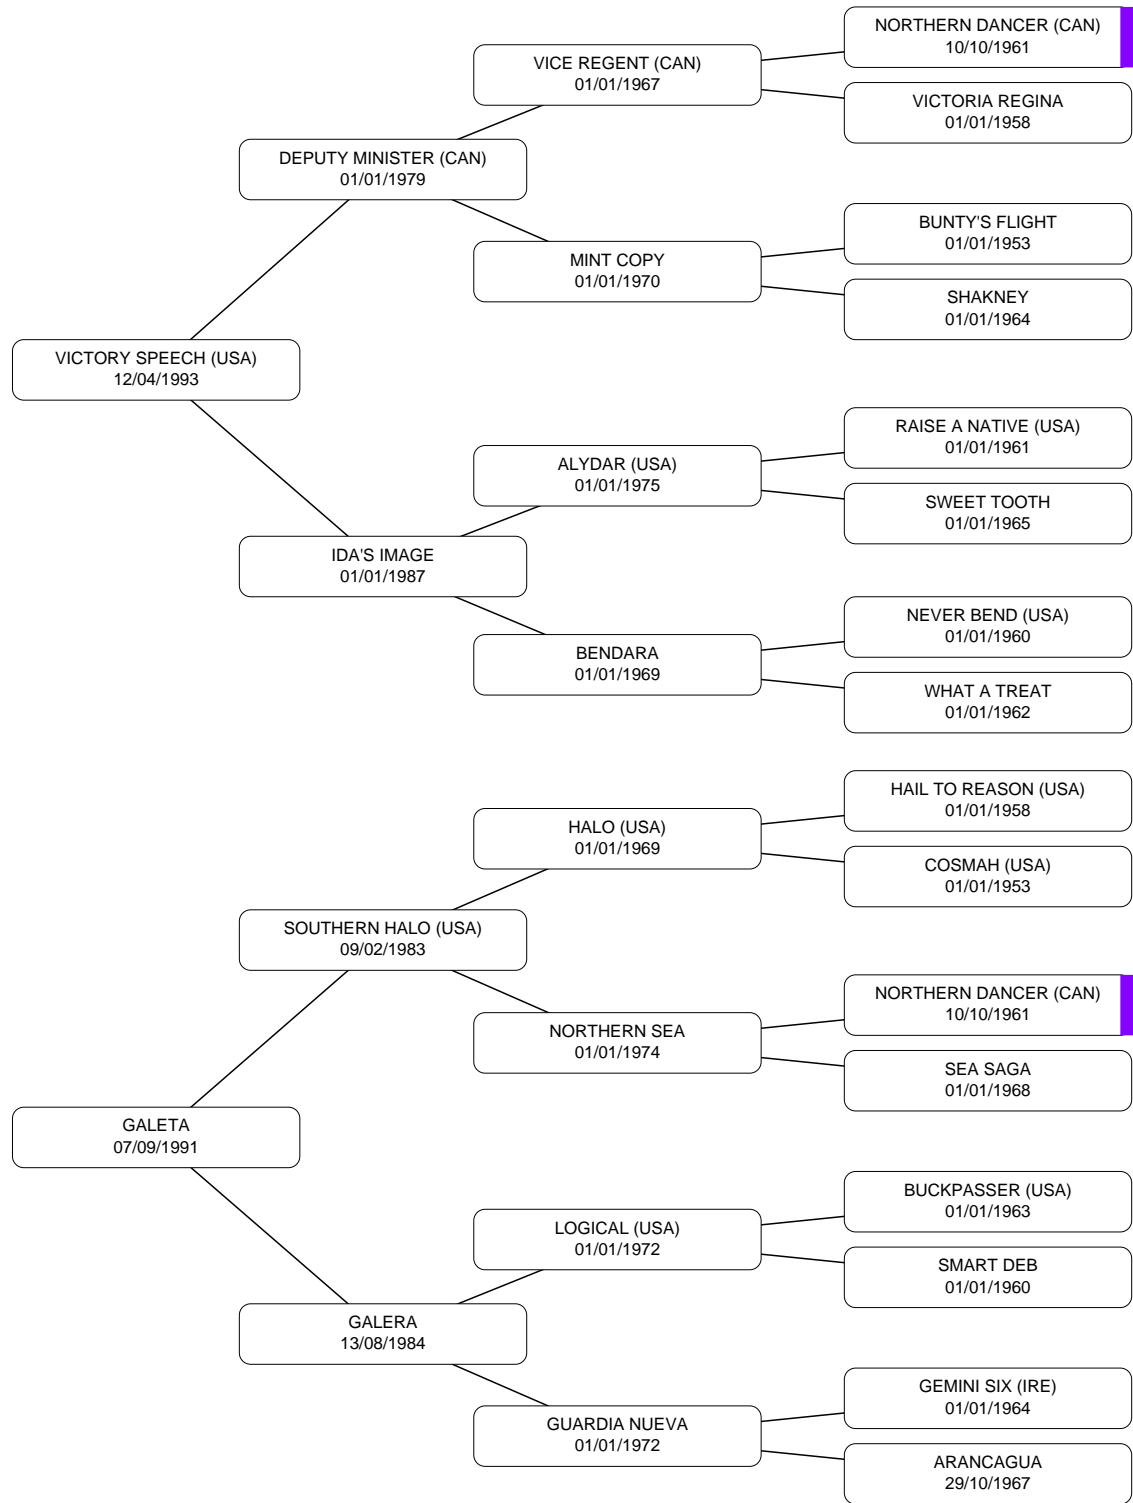 NORTHERN DANCER (CAN)
10/10/1961
VICE REGENT (CAN)
01/01/1967
VICTORIA REGINA
01/01/1958
DEPUTY MINISTER (CAN)
01/01/1979
BUNTY'S FLIGHT
01/01/1953
MINT COPY
01/01/1970
SHAKNEY
01/01/1964
VICTORY SPEECH (USA)
12/04/1993
RAISE A NATIVE (USA)
01/01/1961
ALYDAR (USA)
01/01/1975
SWEET TOOTH
01/01/1965
IDA'S IMAGE
01/01/1987
NEVER BEND (USA)
01/01/1960
BENDARA
01/01/1969
WHAT A TREAT
01/01/1962
HAIL TO REASON (USA)
01/01/1958
HALO (USA)
01/01/1969
COSMAH (USA)
01/01/1953
SOUTHERN HALO (USA)
09/02/1983
NORTHERN DANCER (CAN)
10/10/1961
NORTHERN SEA
01/01/1974
SEA SAGA
01/01/1968
GALETA
07/09/1991
BUCKPASSER (USA)
01/01/1963
LOGICAL (USA)
01/01/1972
SMART DEB
01/01/1960
GALERA
13/08/1984
GEMINI SIX (IRE)
01/01/1964
GUARDIA NUEVA
01/01/1972
ARANCAGUA
29/10/1967